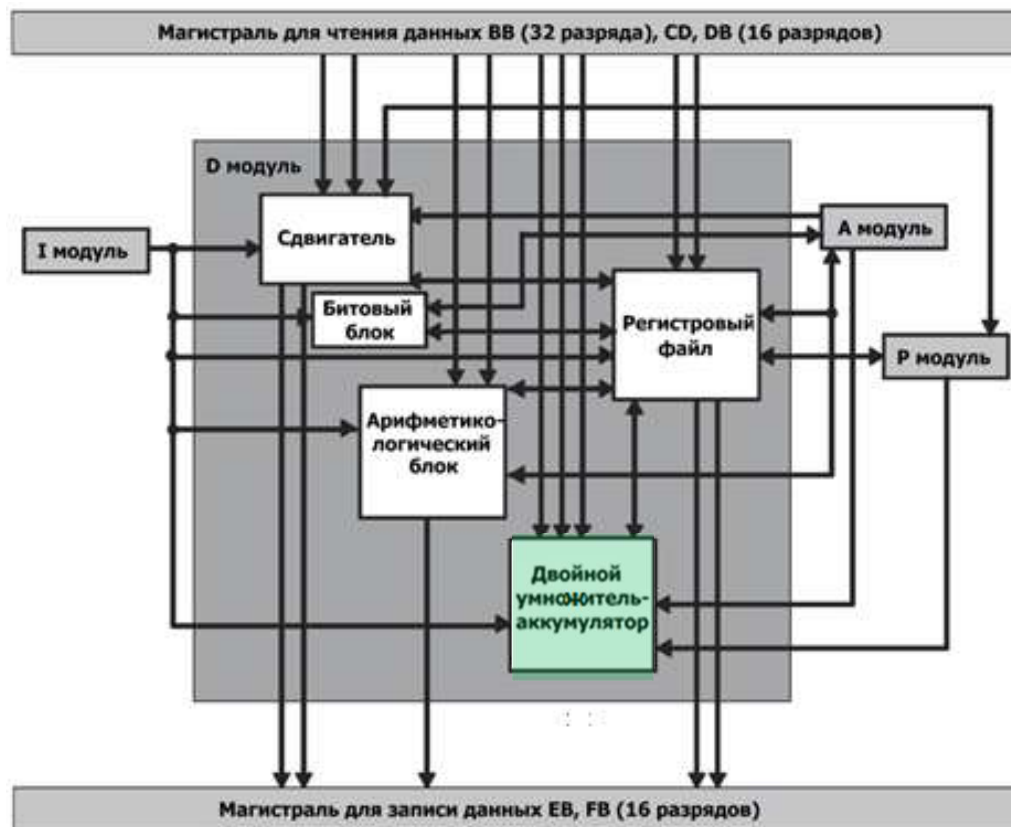 Магистраль для чтения данных BB (32 разряда), CD, DB (16 разрядов)
D модуль
Сдвигатель
I модуль
A модуль
Битовый
блок
Регистровый
файл
P модуль
Арифметико-
логический
блок
Двойной
умножитель-
аккумулятор
Магистраль для записи данных EB, FB (16 разрядов)